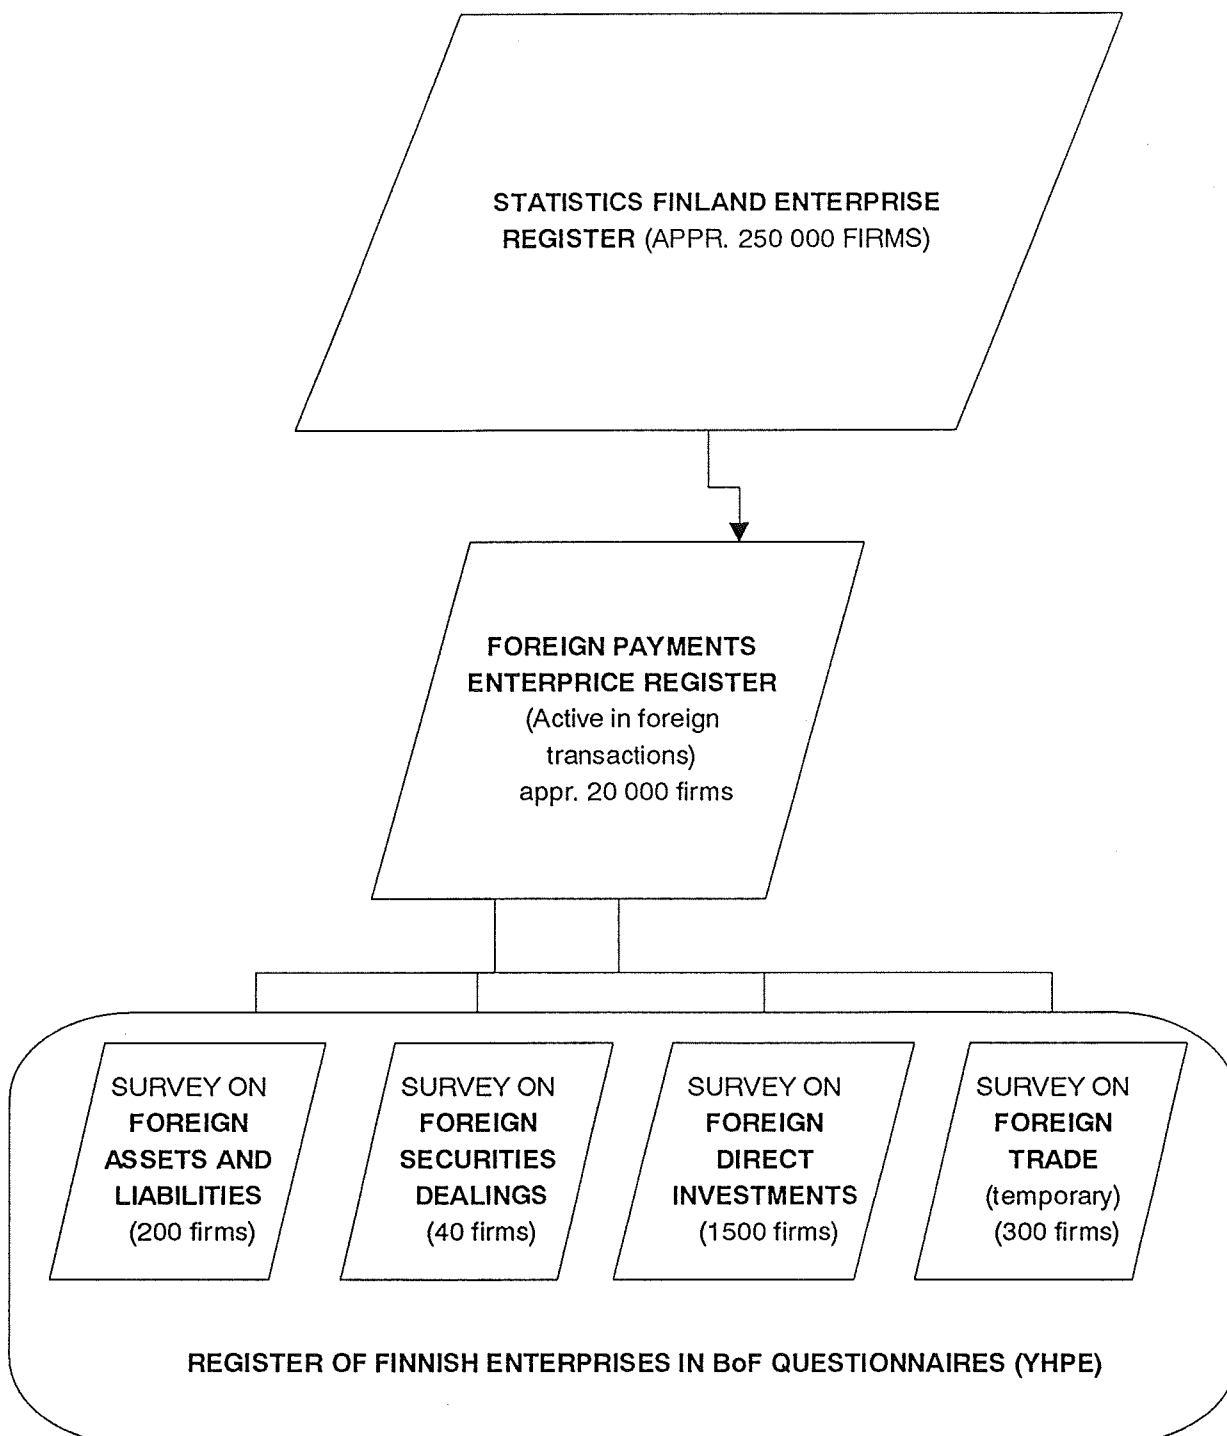 STATISTICS FINLAND ENTERPRISE
REGISTER (APPR. 250 000 FIRMS)
FOREIGN PAYMENTS
ENTERPRICE REGISTER
(Active in foreign
transactions)
appr. 20 000 firms
SURVEY ON
FOREIGN
ASSETS AND
LIABILITIES
(200 firms)
SURVEY ON
FOREIGN
SECURITIES
DEALINGS
(40 firms)
SURVEY ON
FOREIGN
DIRECT
INVESTMENTS
(1500 firms)
SURVEY ON
FOREIGN
TRADE
(temporary)
(300 firms)
REGISTER OF FINNISH ENTERPRISES IN BoF QUESTIONNAIRES (YHPE)